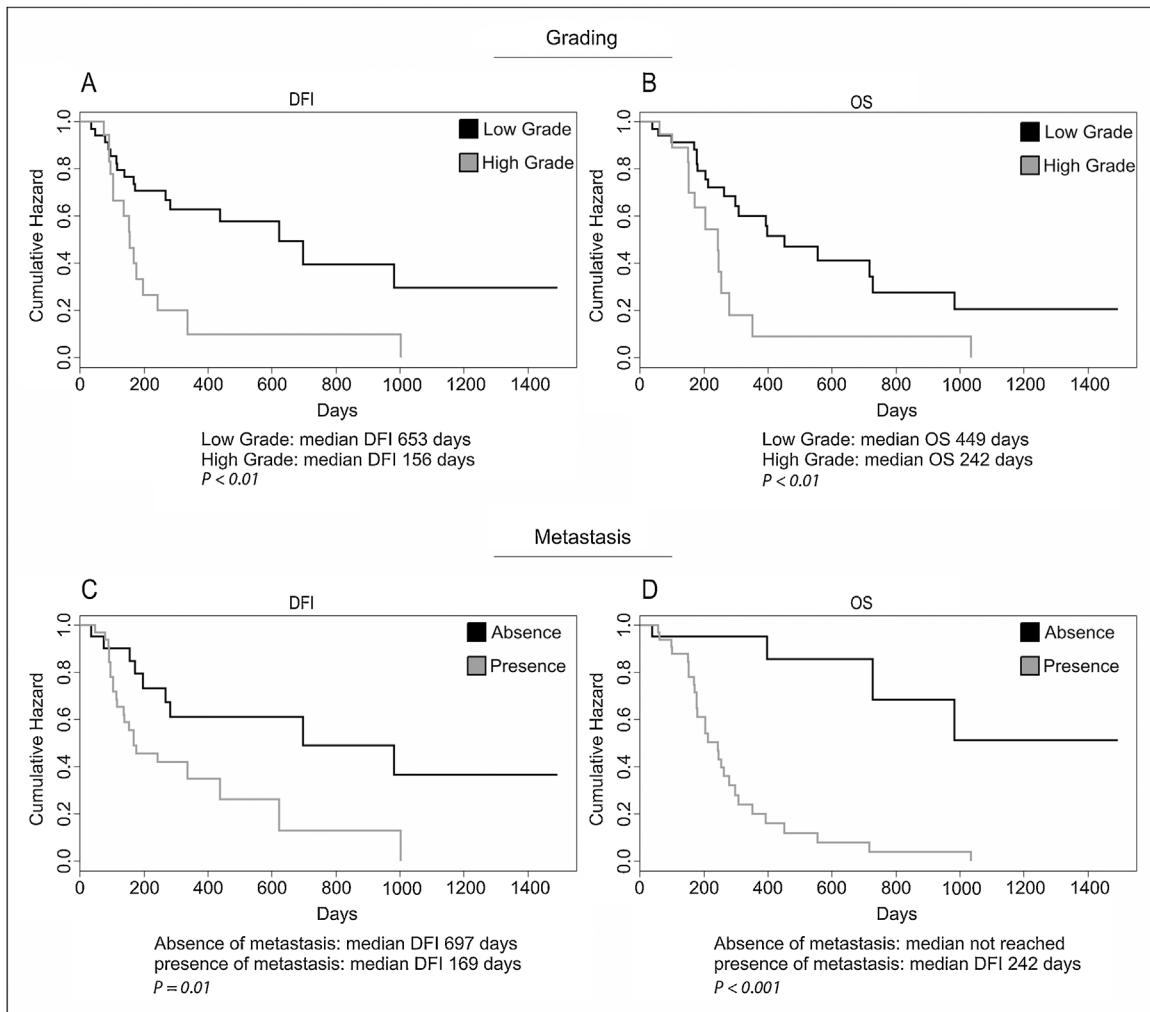 Grading
A
DFI
Cumulative Hazard
1.0
0.8
0.6
0.4
0.2
0.0
Low Grade
High Grade
0 200 400 600 800 1000 1200 1400
Days
Low Grade: median DFI 653 days
High Grade: median DFI 156 days
P < 0.01
B
OS
Cumulative Hazard
1.0
0.8
0.6
0.4
0.2
0.0
Low Grade
High Grade
0 200 400 600 800 1000 1200 1400
Days
Low Grade: median OS 449 days
High Grade: median OS 242 days
P < 0.01
Metastasis
C
DFI
Cumulative Hazard
1.0
0.8
0.6
0.4
0.2
0.0
Absence
Presence
0 200 400 600 800 1000 1200 1400
Days
Absence of metastasis: median DFI 697 days
presence of metastasis: median DFI 169 days
P = 0.01
D
OS
Cumulative Hazard
1.0
0.8
0.6
0.4
0.2
0.0
Absence
Presence
0 200 400 600 800 1000 1200 1400
Days
Absence of metastasis: median not reached
presence of metastasis: median DFI 242 days
P < 0.001